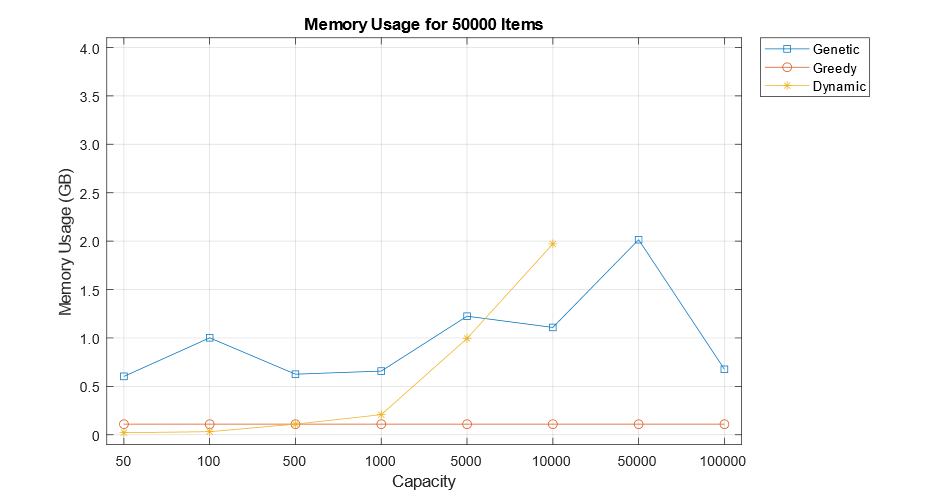 Memory Usage for 50000 Items
Genetic
Greedy
Dynamic
Memory Usage (GB)
4.0
3.5
3.0
2.5
2.0
1.5
1.0
0.5
0
50 100 500 1000 5000 10000 50000 100000
Capacity